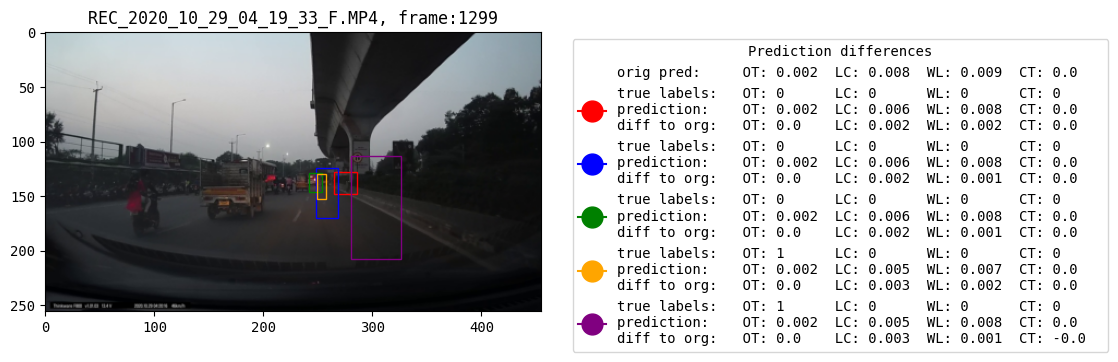 REC_2020_10_29_04_19_33_F.MP4, frame:1299
0
50
100
150
200
250
0
100
200
300
400
Prediction differences
orig pred: OT: 0.002 LC: 0.008 WL: 0.009 CT: 0.0
true labels: OT: 0 LC: 0 WL: 0 CT: 0
prediction: OT: 0.002 LC: 0.006 WL: 0.008 CT: 0.0
diff to org: OT: 0.0 LC: 0.002 WL: 0.002 CT: 0.0
true labels: OT: 0 LC: 0 WL: 0 CT: 0
prediction: OT: 0.002 LC: 0.006 WL: 0.008 CT: 0.0
diff to org: OT: 0.0 LC: 0.002 WL: 0.001 CT: 0.0
true labels: OT: 0 LC: 0 WL: 0 CT: 0
prediction: OT: 0.002 LC: 0.006 WL: 0.008 CT: 0.0
diff to org: OT: 0.0 LC: 0.002 WL: 0.001 CT: 0.0
true labels: OT: 1 LC: 0 WL: 0 CT: 0
prediction: OT: 0.002 LC: 0.005 WL: 0.007 CT: 0.0
diff to org: OT: 0.0 LC: 0.003 WL: 0.002 CT: 0.0
true labels: OT: 1 LC: 0 WL: 0 CT: 0
prediction: OT: 0.002 LC: 0.005 WL: 0.008 CT: 0.0
diff to org: OT: 0.0 LC: 0.003 WL: 0.001 CT: -0.0